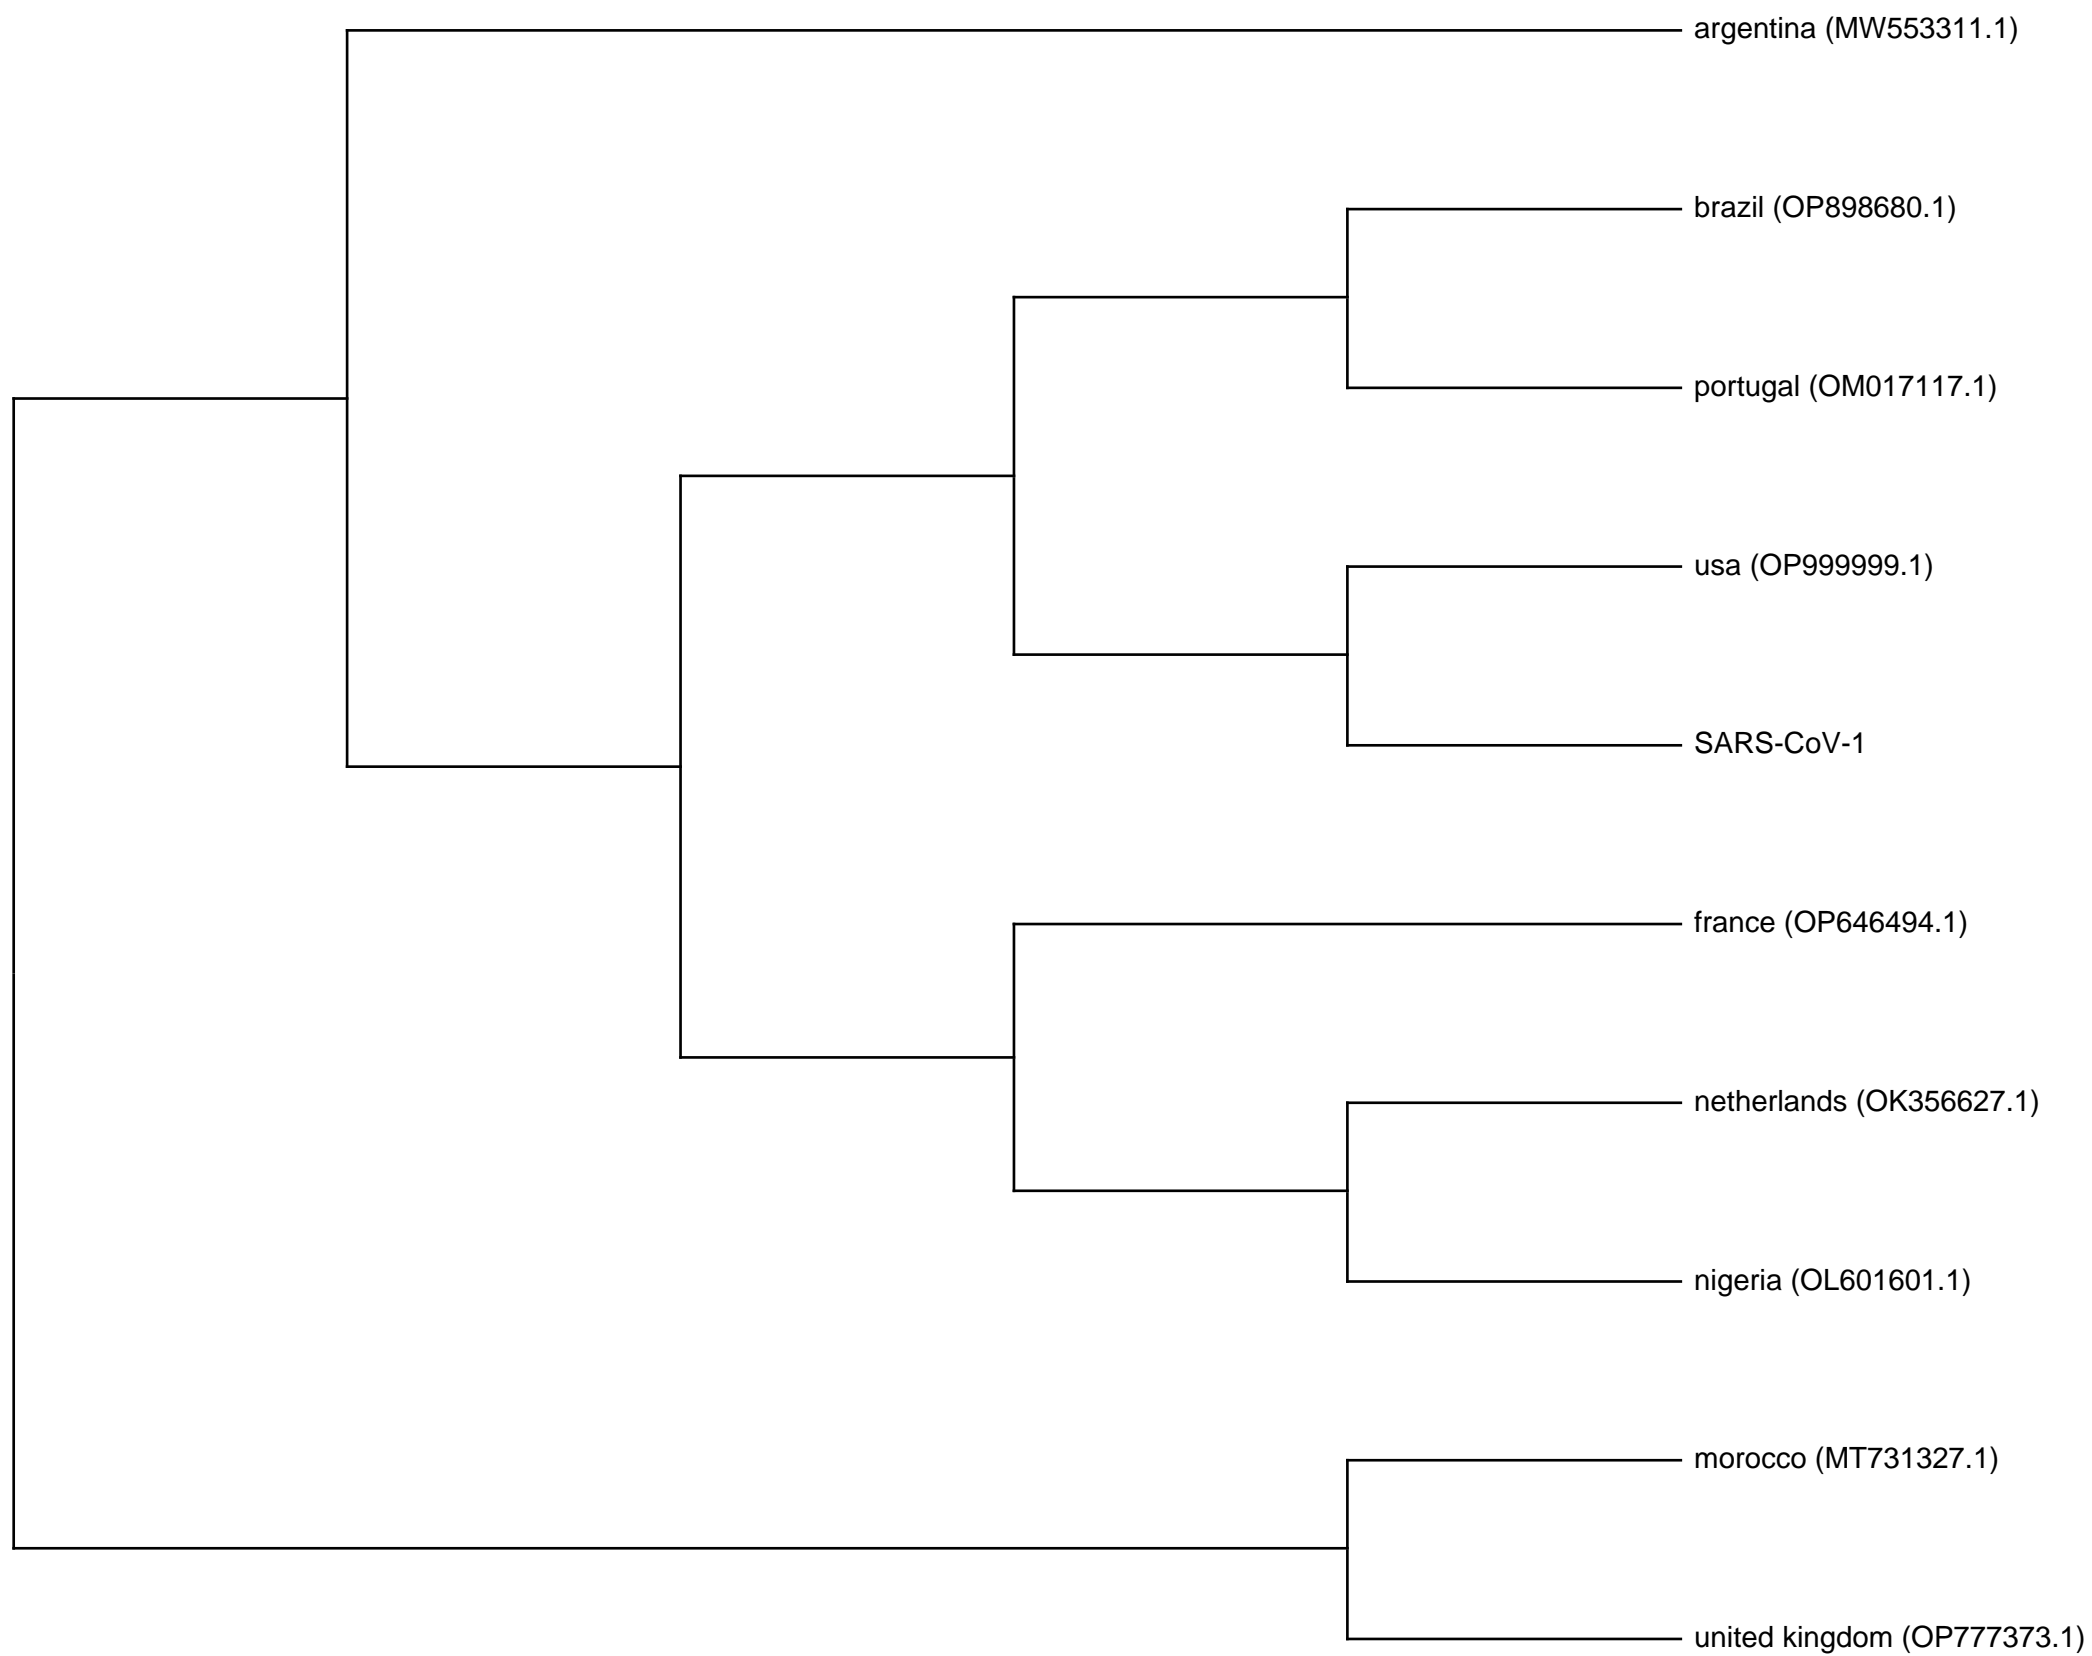 argentina (MW553311.1)
brazil (OP898680.1)
portugal (OM017117.1)
usa (OP999999.1)
SARS-CoV-1
france (OP646494.1)
netherlands (OK356627.1)
nigeria (OL601601.1)
morocco (MT731327.1)
united kingdom (OP777373.1)